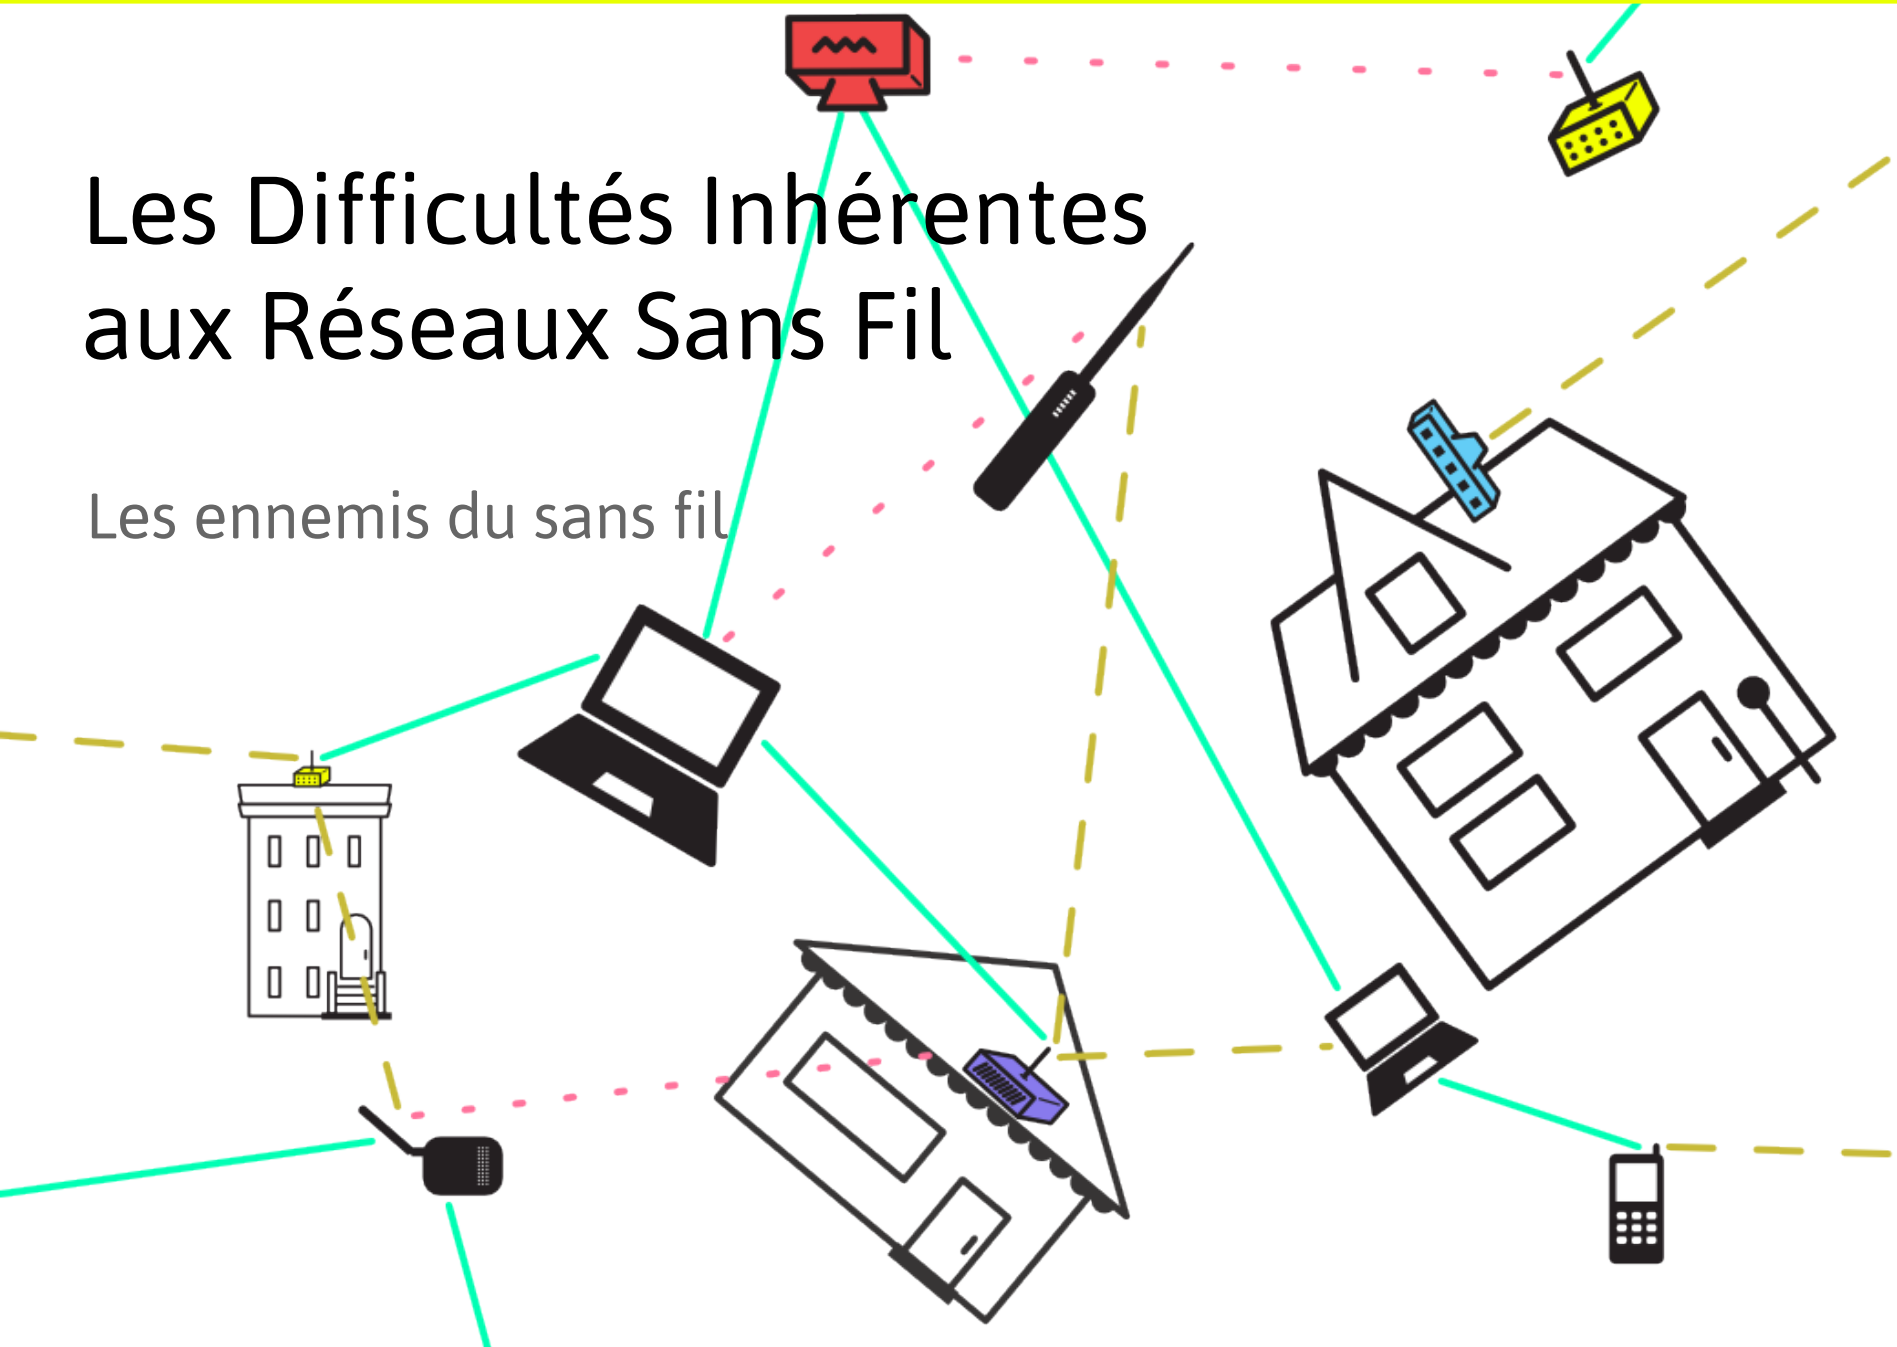 Les Difficultés Inhérentes
aux Réseaux Sans Fil
Les ennemis du sans fil